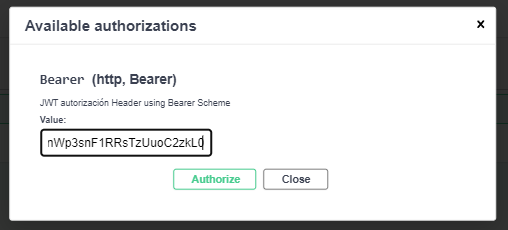 Available authorizations
x
Bearer (http, Bearer)
JWT autorización Header using Bearer Scheme
Value:
nWp3snF1RRsTzUuoC2zkL0
Authorize Close